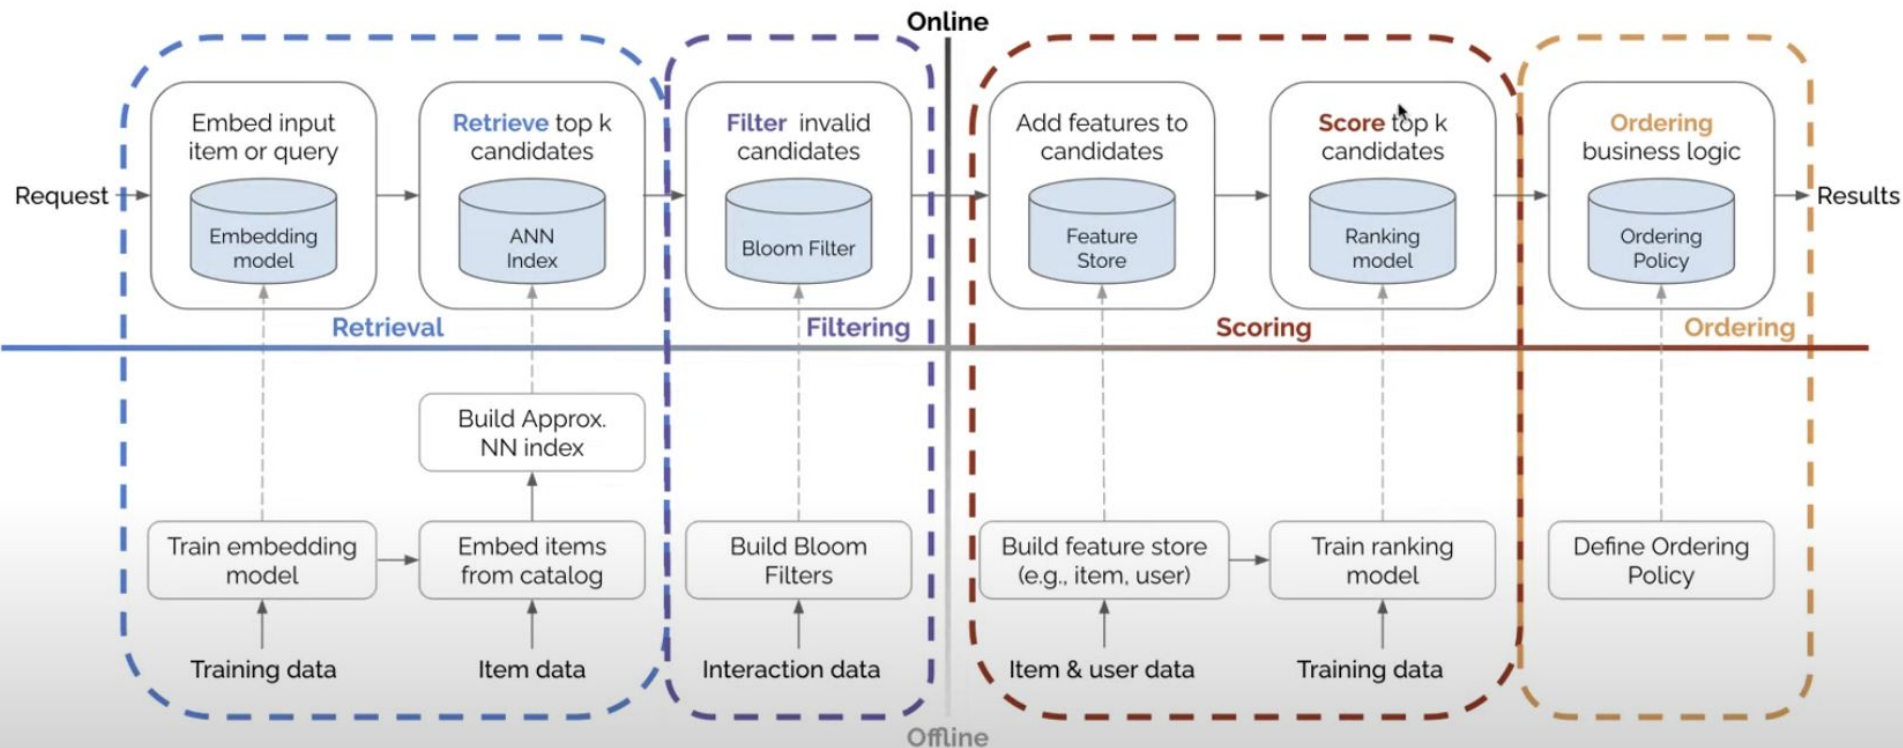 Online
Request
Embed input
item or query
Embedding
model
Retrieve top k
candidates
ANN
Index
Filter invalid
candidates
Bloom Filter
Add features to
candidates
Feature
Store
Score top k
candidates
Ranking
model
Ordering
business logic
Ordering
Policy
Results
Retrieval
Filtering
Scoring
Ordering
Build Approx.
NN index
Train embedding
model
Embed items
from catalog
Build Bloom
Filters
Build feature store
(e.g., item, user)
Train ranking
model
Define Ordering
Policy
Training data
Item data
Interaction data
Item & user data
Training data
Offline